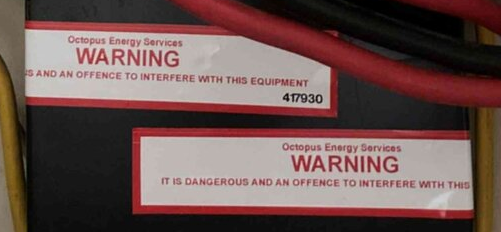 Octopus Energy Services
WARNING
S AND AN OFFENCE TO INTERFERE WITH THIS EQUIPMENT
417930
Octopus Energy Services
WARNING
IT IS DANGEROUS AND AN OFFENCE TO INTERFERE WITH THIS